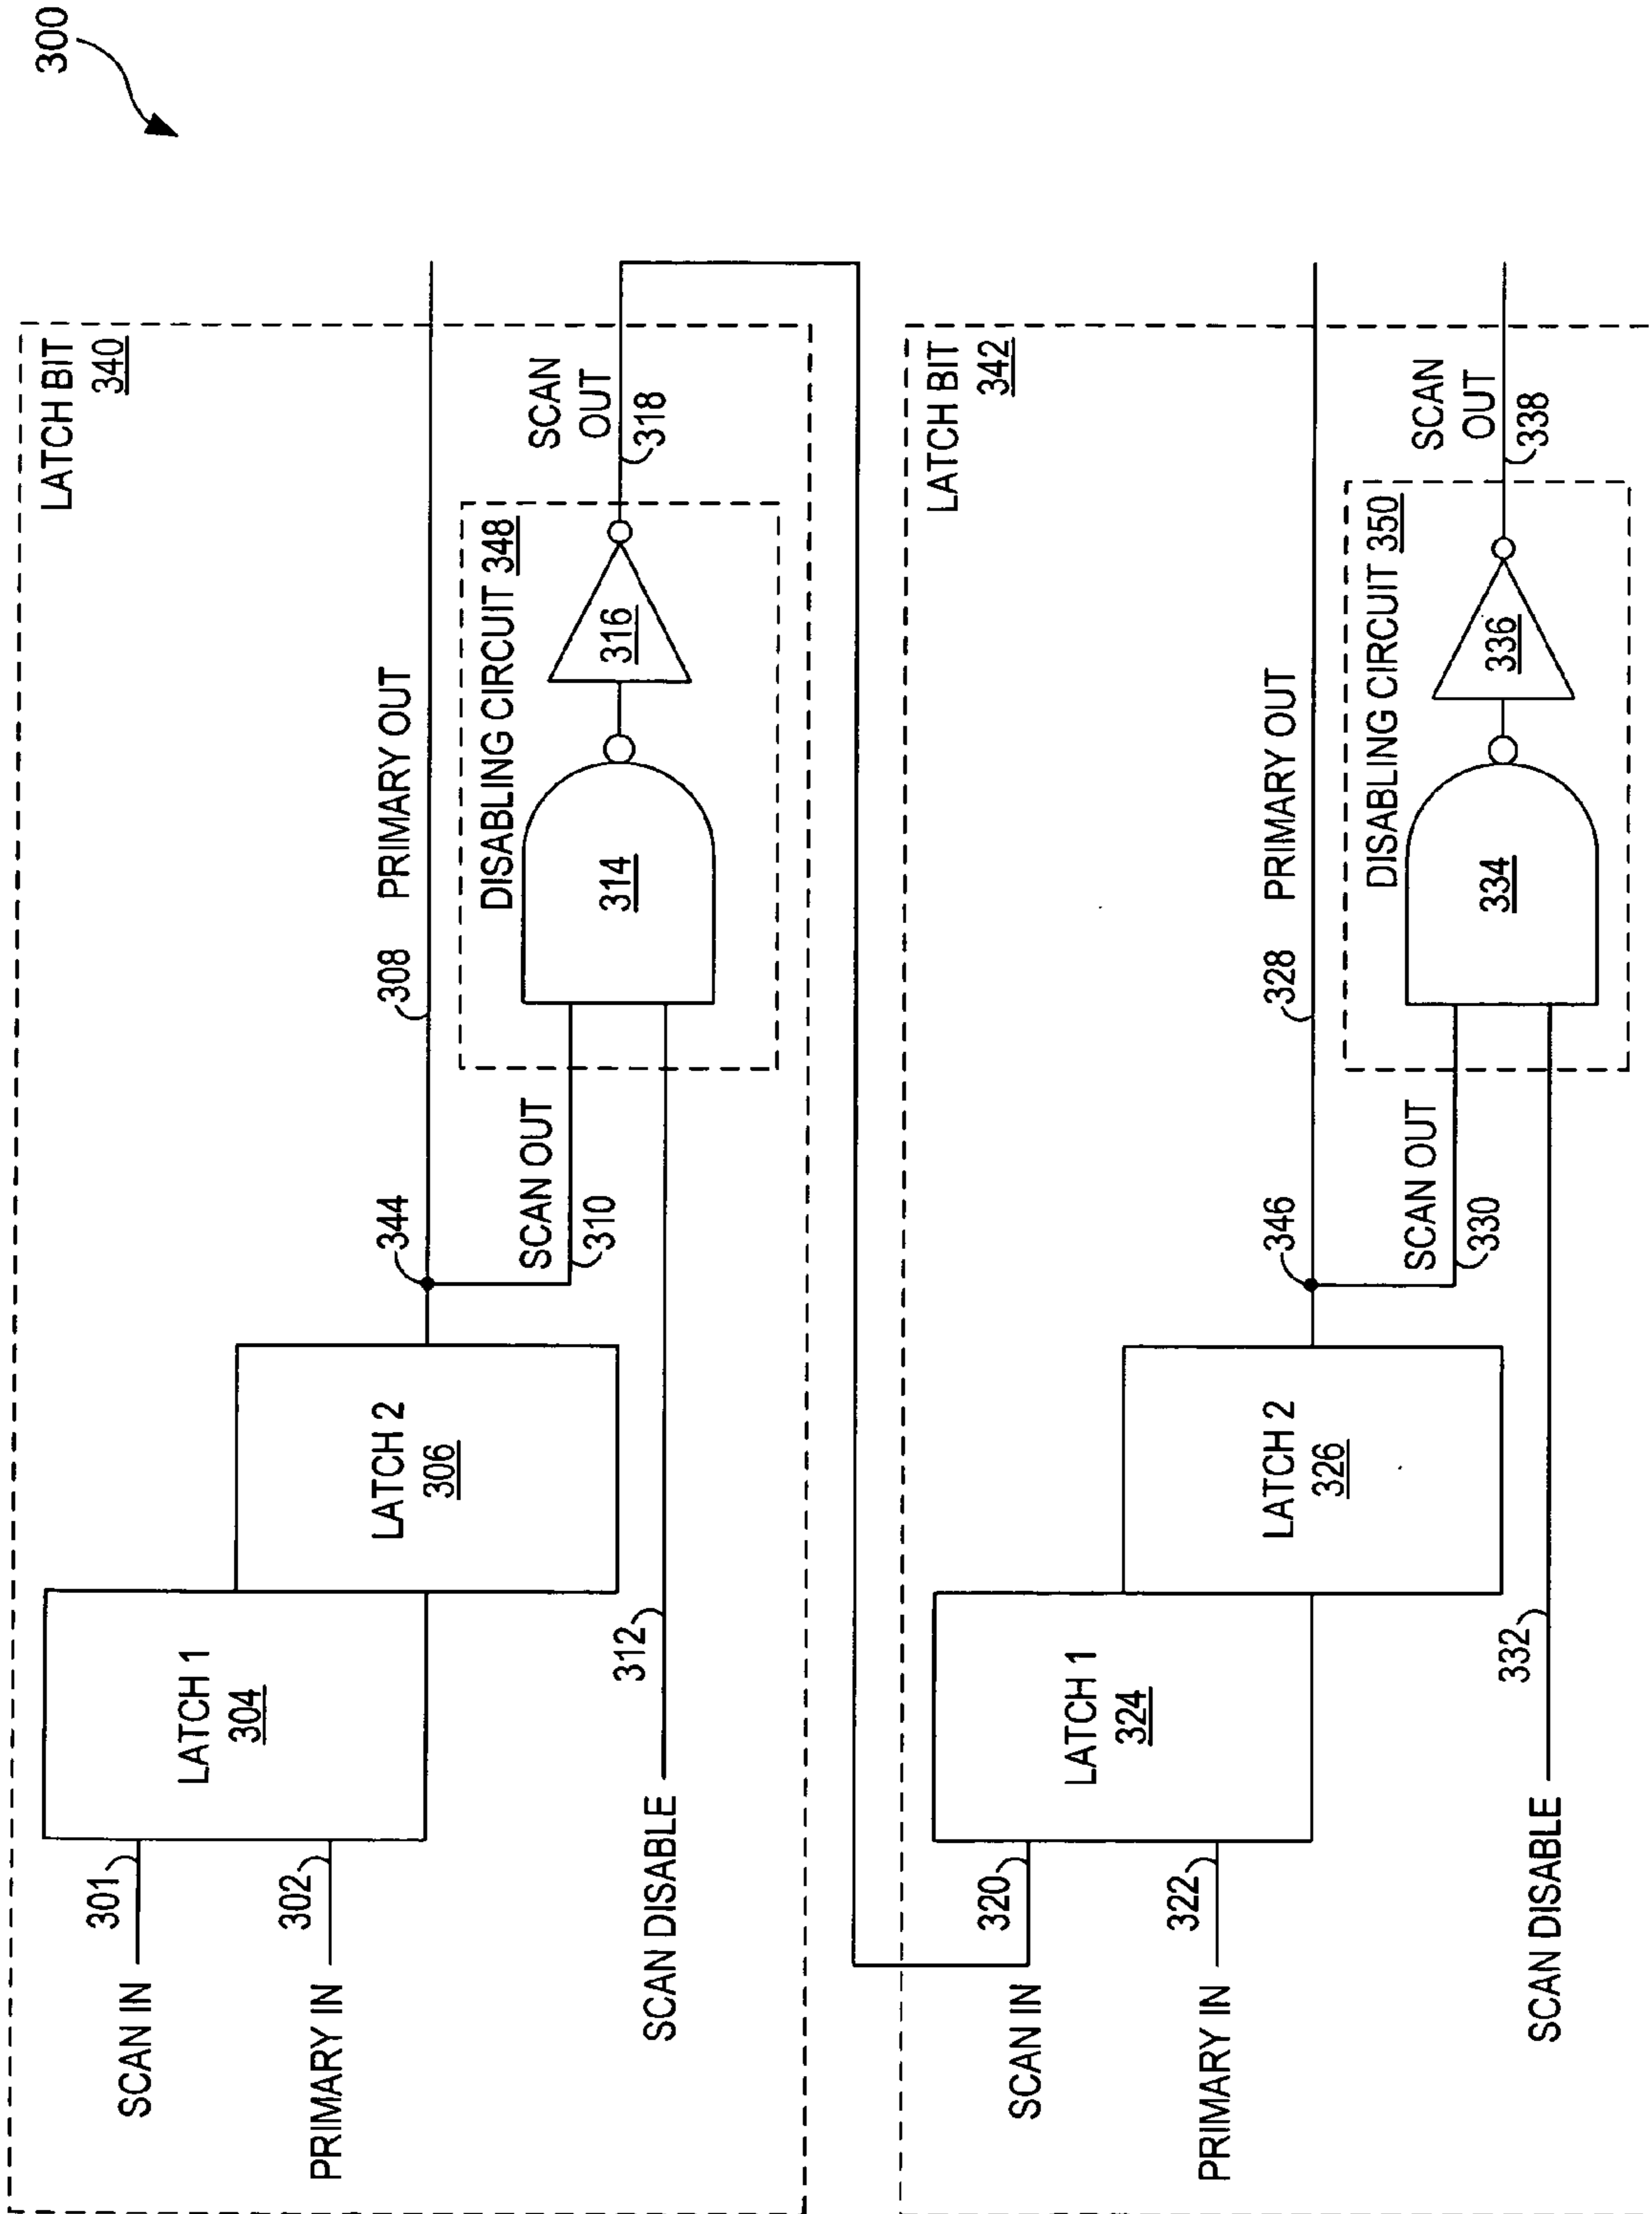 300
LATCH BIT
340
SCAN IN
301
PRIMARY IN
302
LATCH 1
304
LATCH 2
306
344
308
PRIMARY OUT
SCAN OUT
310
SCAN DISABLE
312
DISABLING CIRCUIT 348
314
316
SCAN
OUT
318
LATCH BIT
342
SCAN IN
320
PRIMARY IN
322
LATCH 1
324
LATCH 2
326
346
328
PRIMARY OUT
SCAN OUT
330
SCAN DISABLE
332
DISABLING CIRCUIT 350
334
336
SCAN
OUT
338